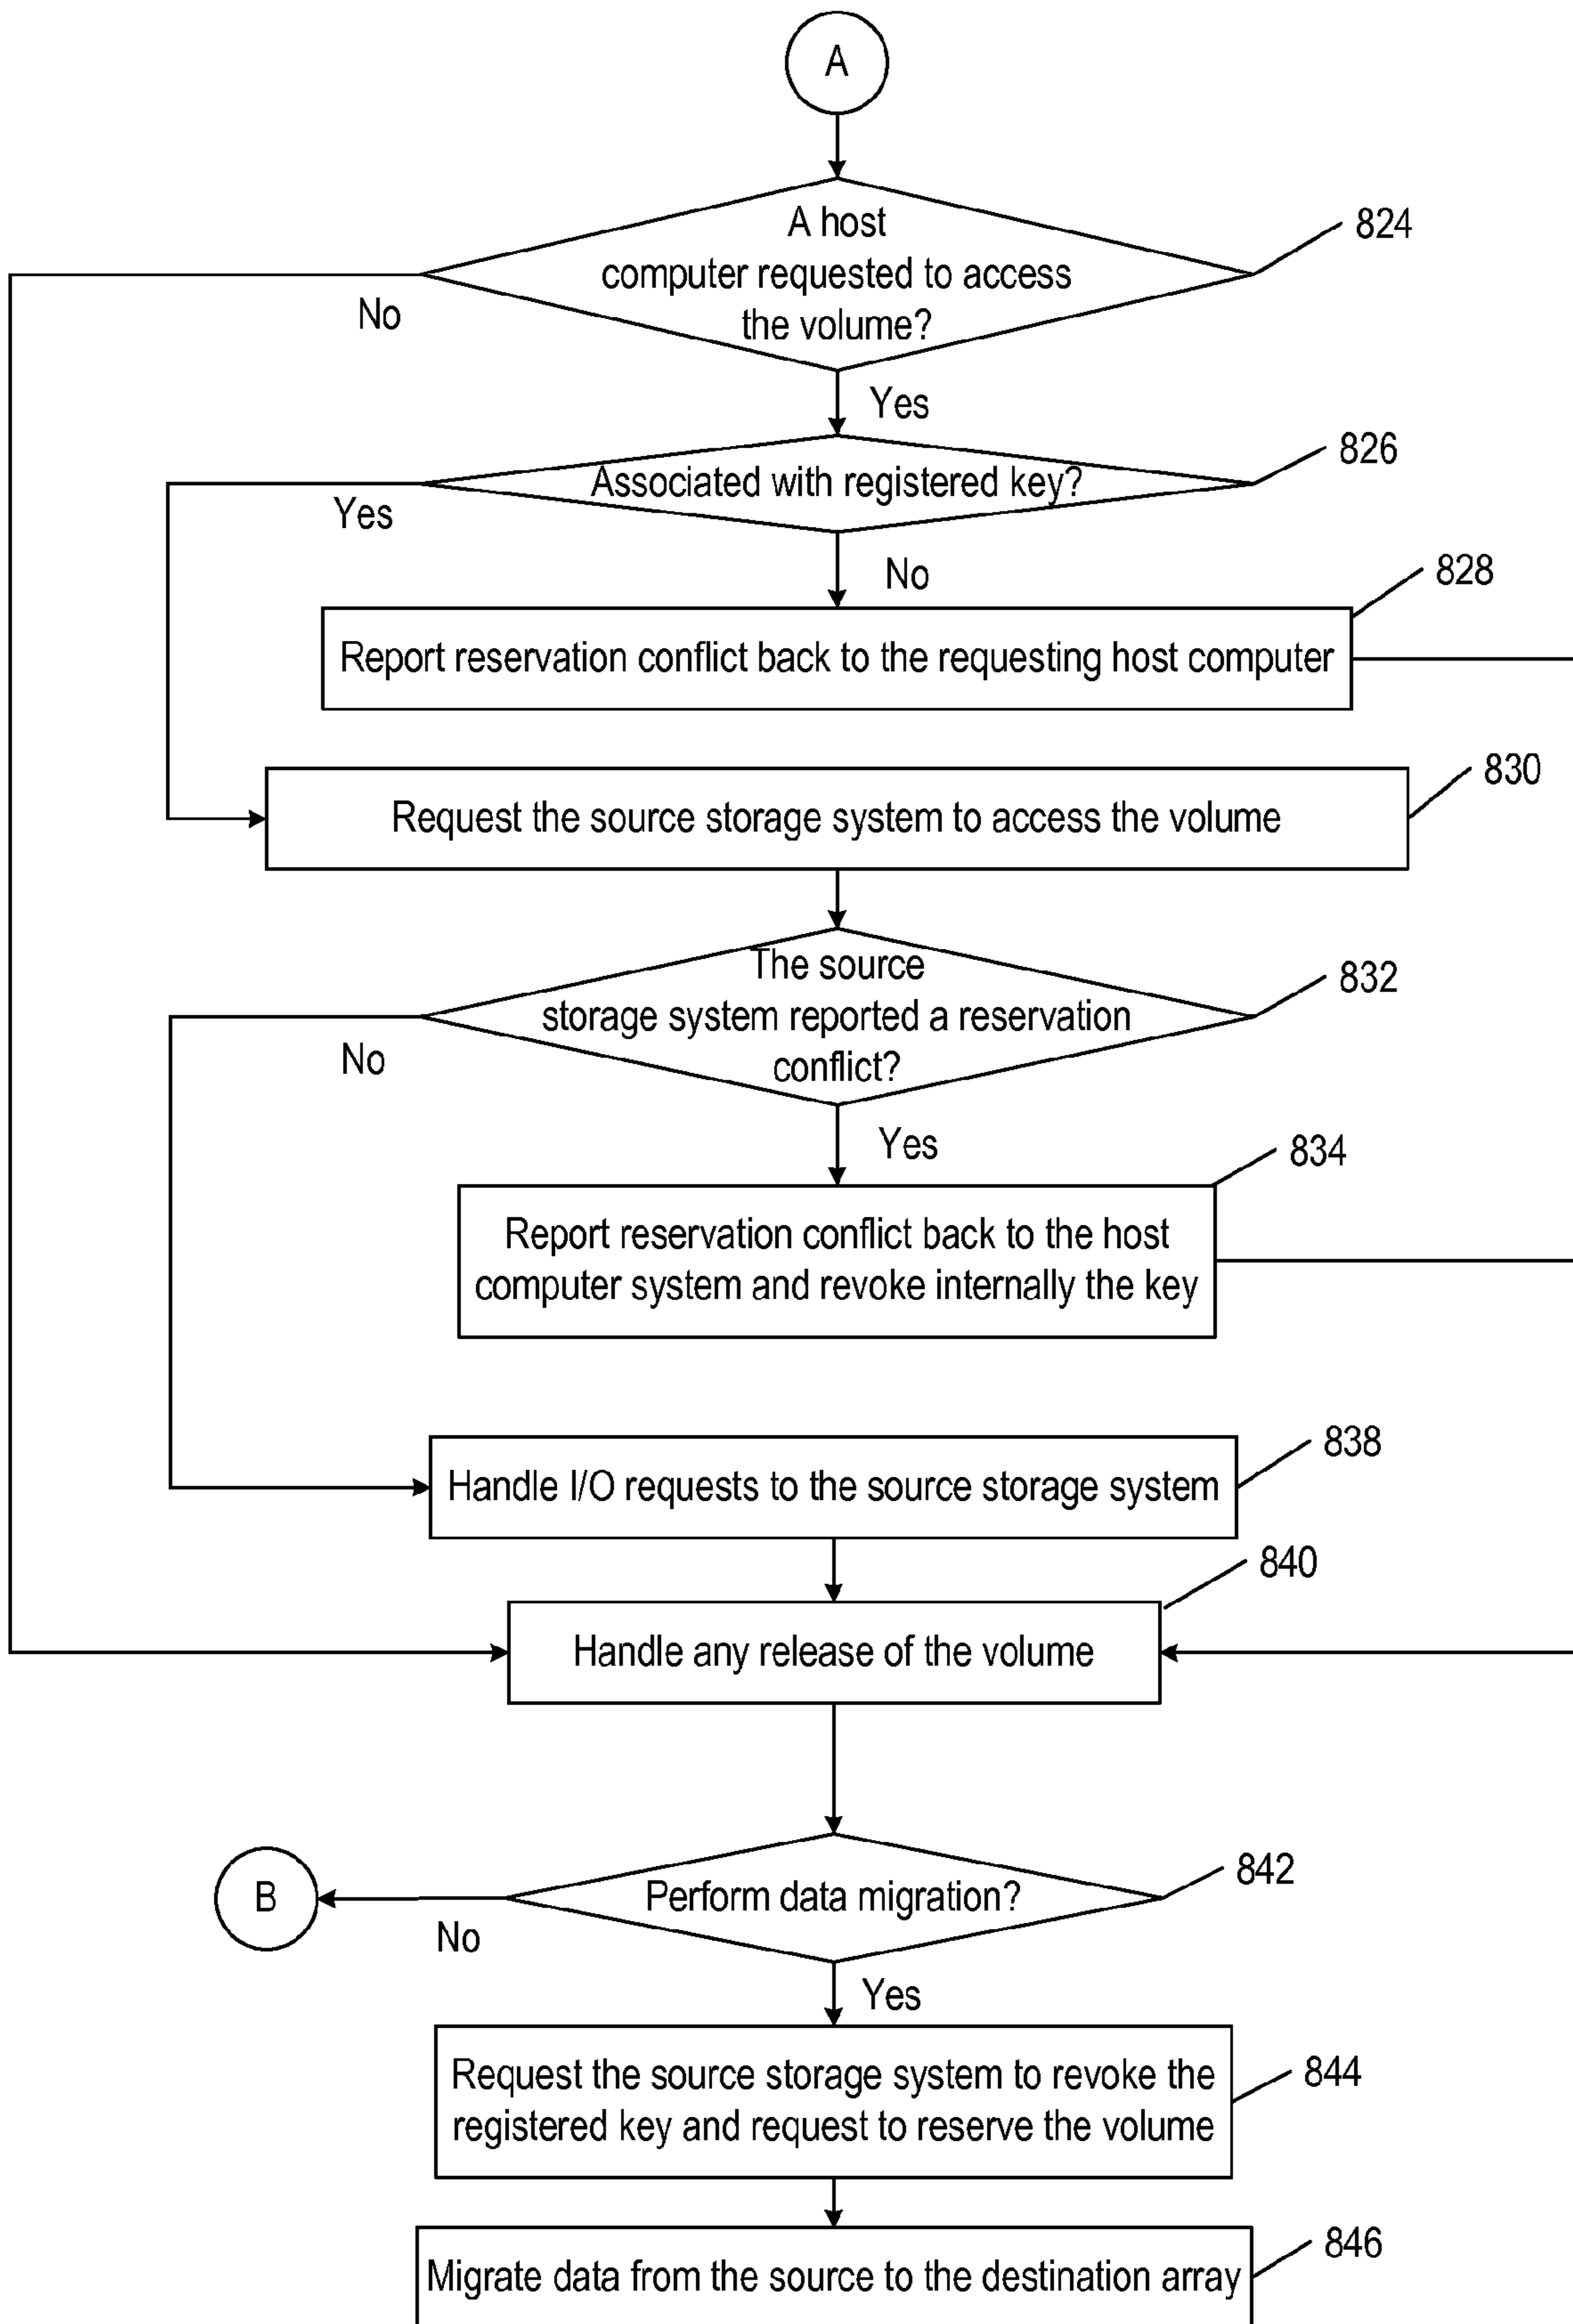 A
A host
computer requested to access
the volume?
824
No
Yes
Associated with registered key?
826
Yes
No
828
Report reservation conflict back to the requesting host computer
830
Request the source storage system to access the volume
The source
storage system reported a reservation
conflict?
832
No
Yes
834
Report reservation conflict back to the host
computer system and revoke internally the key
838
Handle I/O requests to the source storage system
840
Handle any release of the volume
842
Perform data migration?
B
No
Yes
Request the source storage system to revoke the
registered key and request to reserve the volume
844
846
Migrate data from the source to the destination array